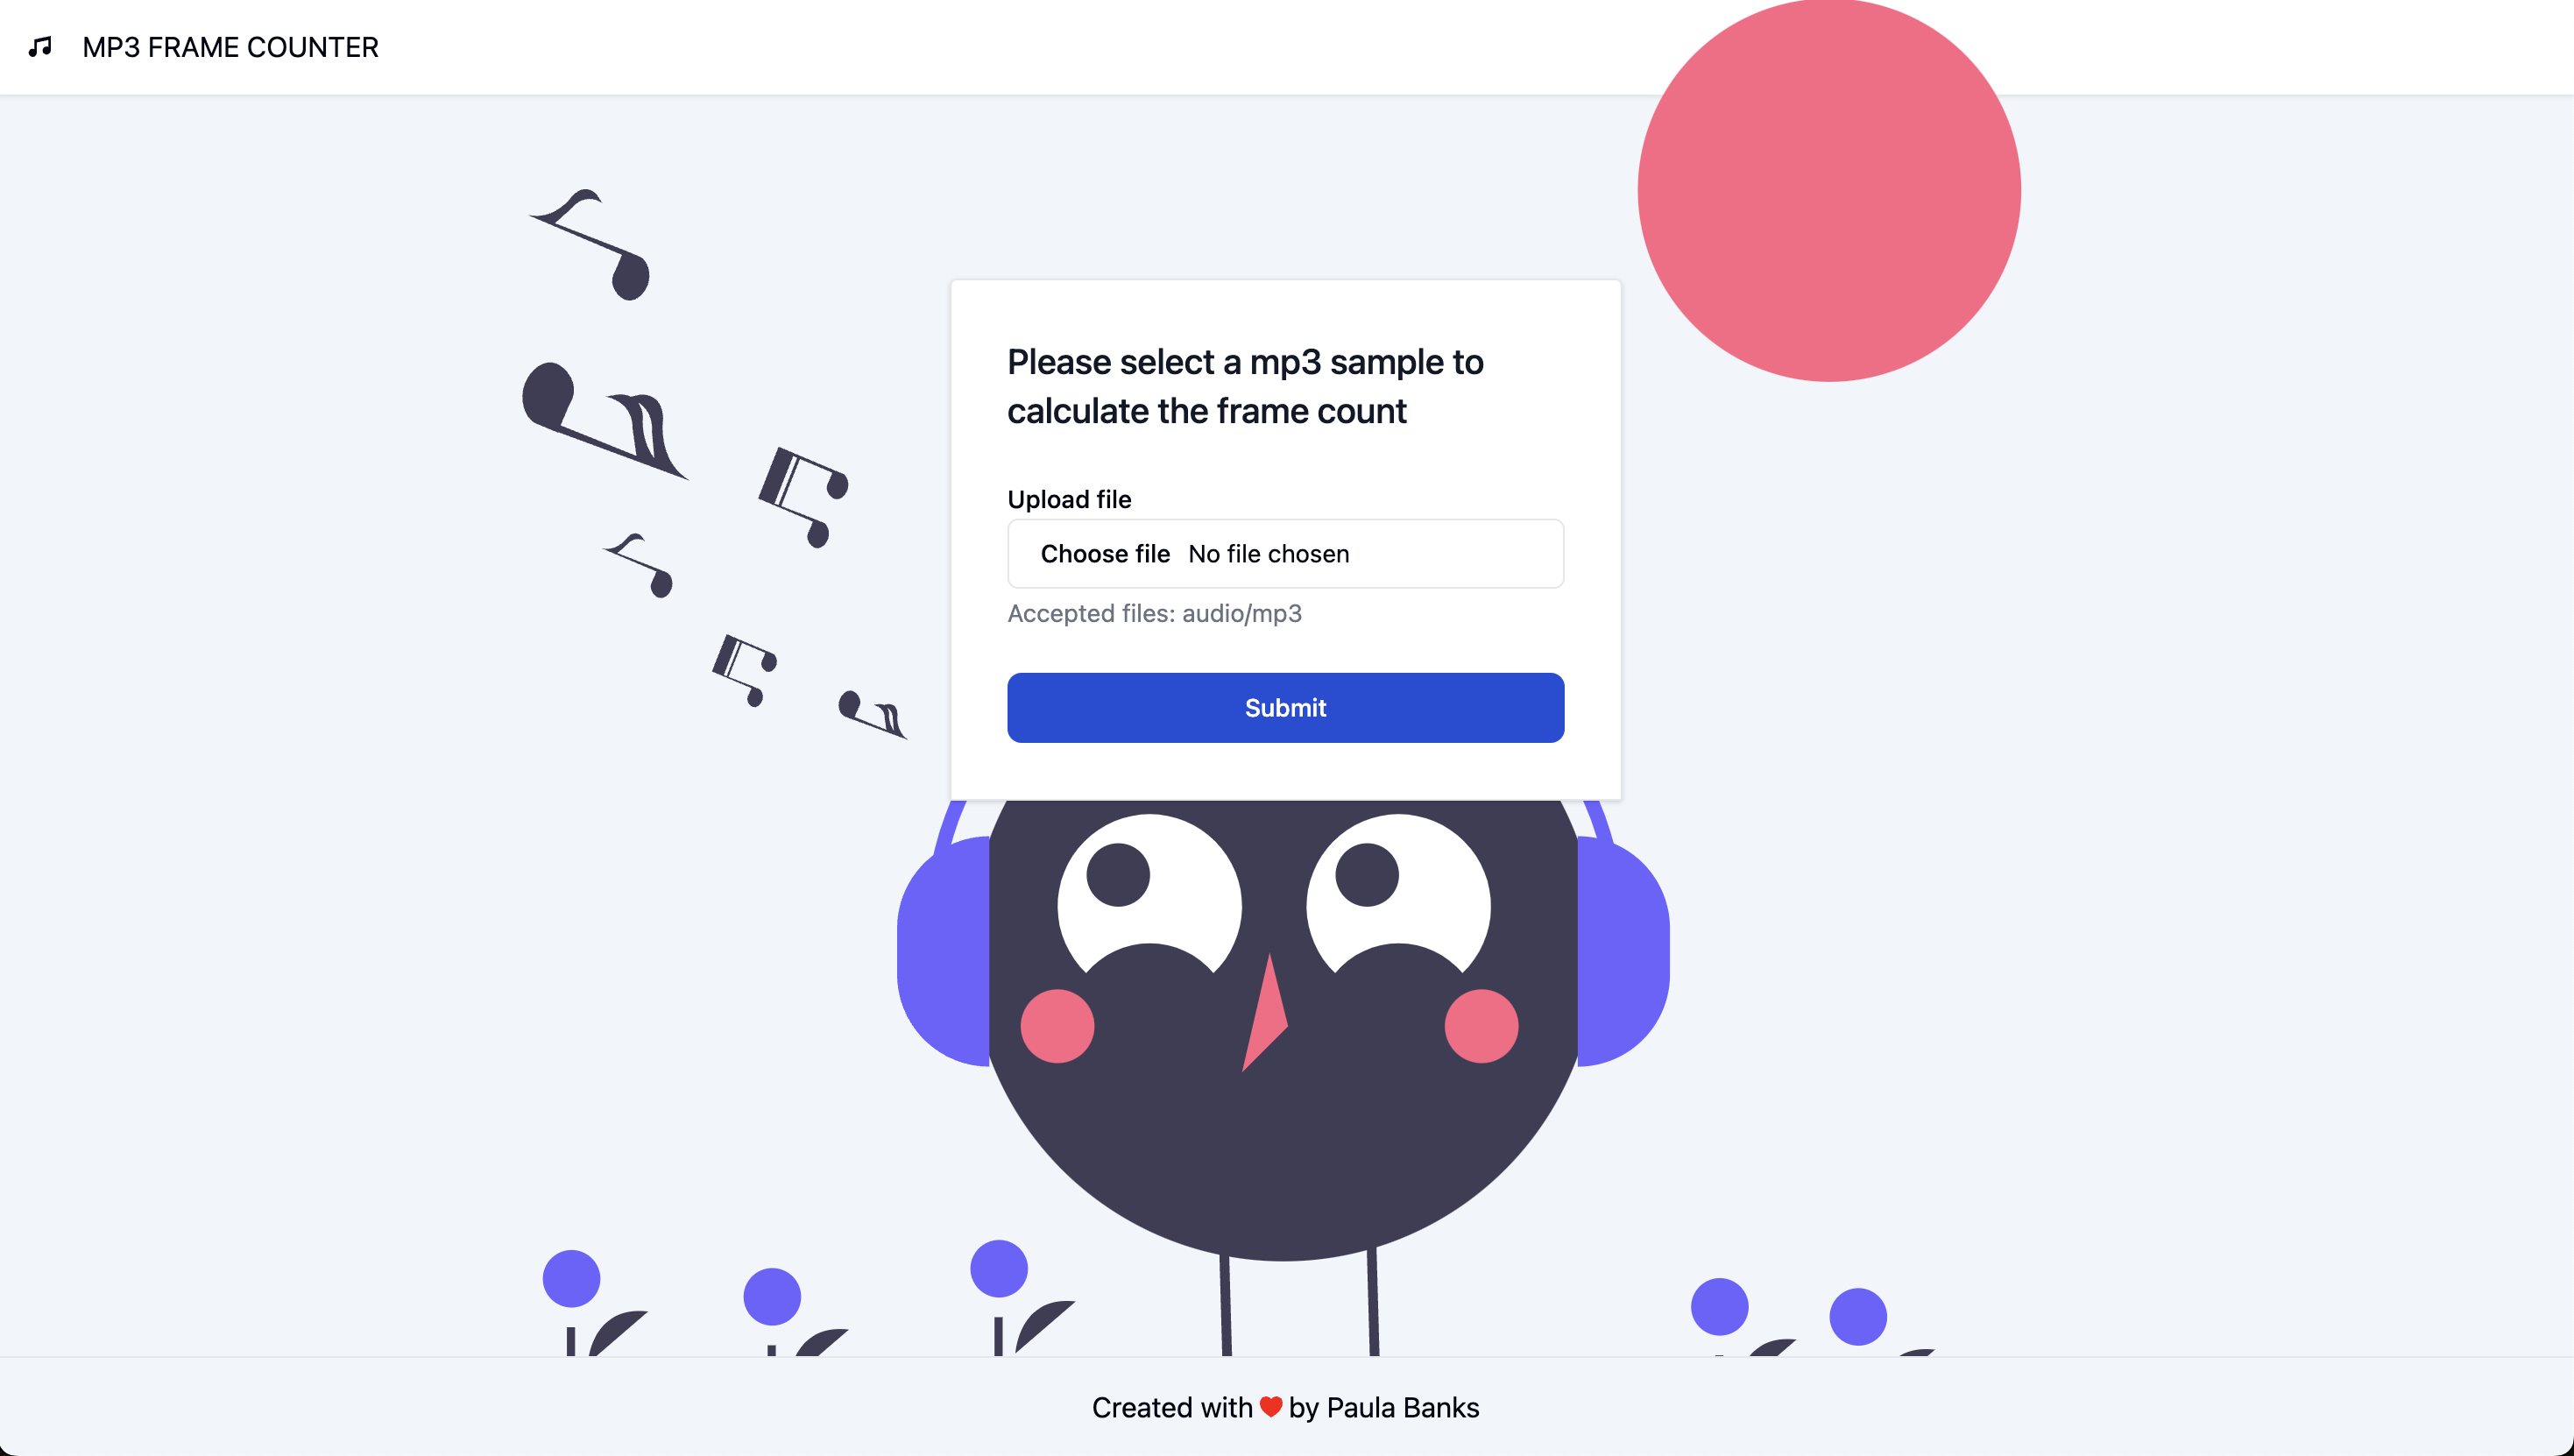 MP3 FRAME COUNTER
Please select a mp3 sample to
calculate the frame count
Upload file
Choose file No file chosen
Accepted files: audio/mp3
Submit
Created with ❤️ by Paula Banks